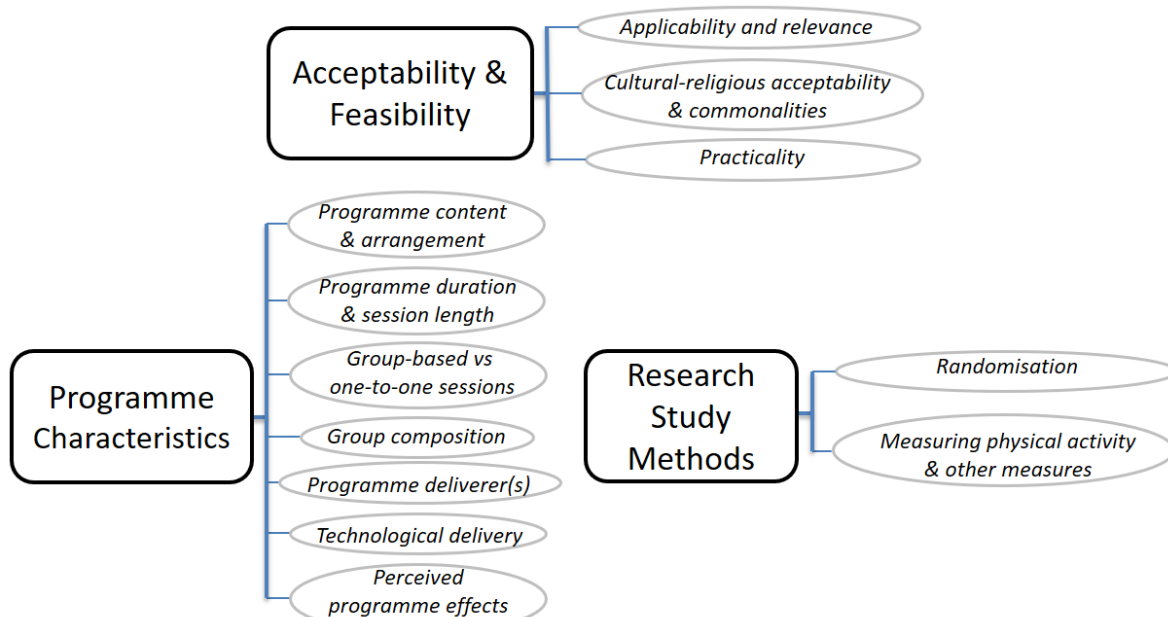 Acceptability &
Feasibility
Applicability and relevance
Cultural-religious acceptability
& commonalities
Practicality
Programme
Characteristics
Programme content
& arrangement
Programme duration
& session length
Group-based vs
one-to-one sessions
Group composition
Programme deliverer(s)
Technological delivery
Perceived
programme effects
Research
Study
Methods
Randomisation
Measuring physical activity
& other measures